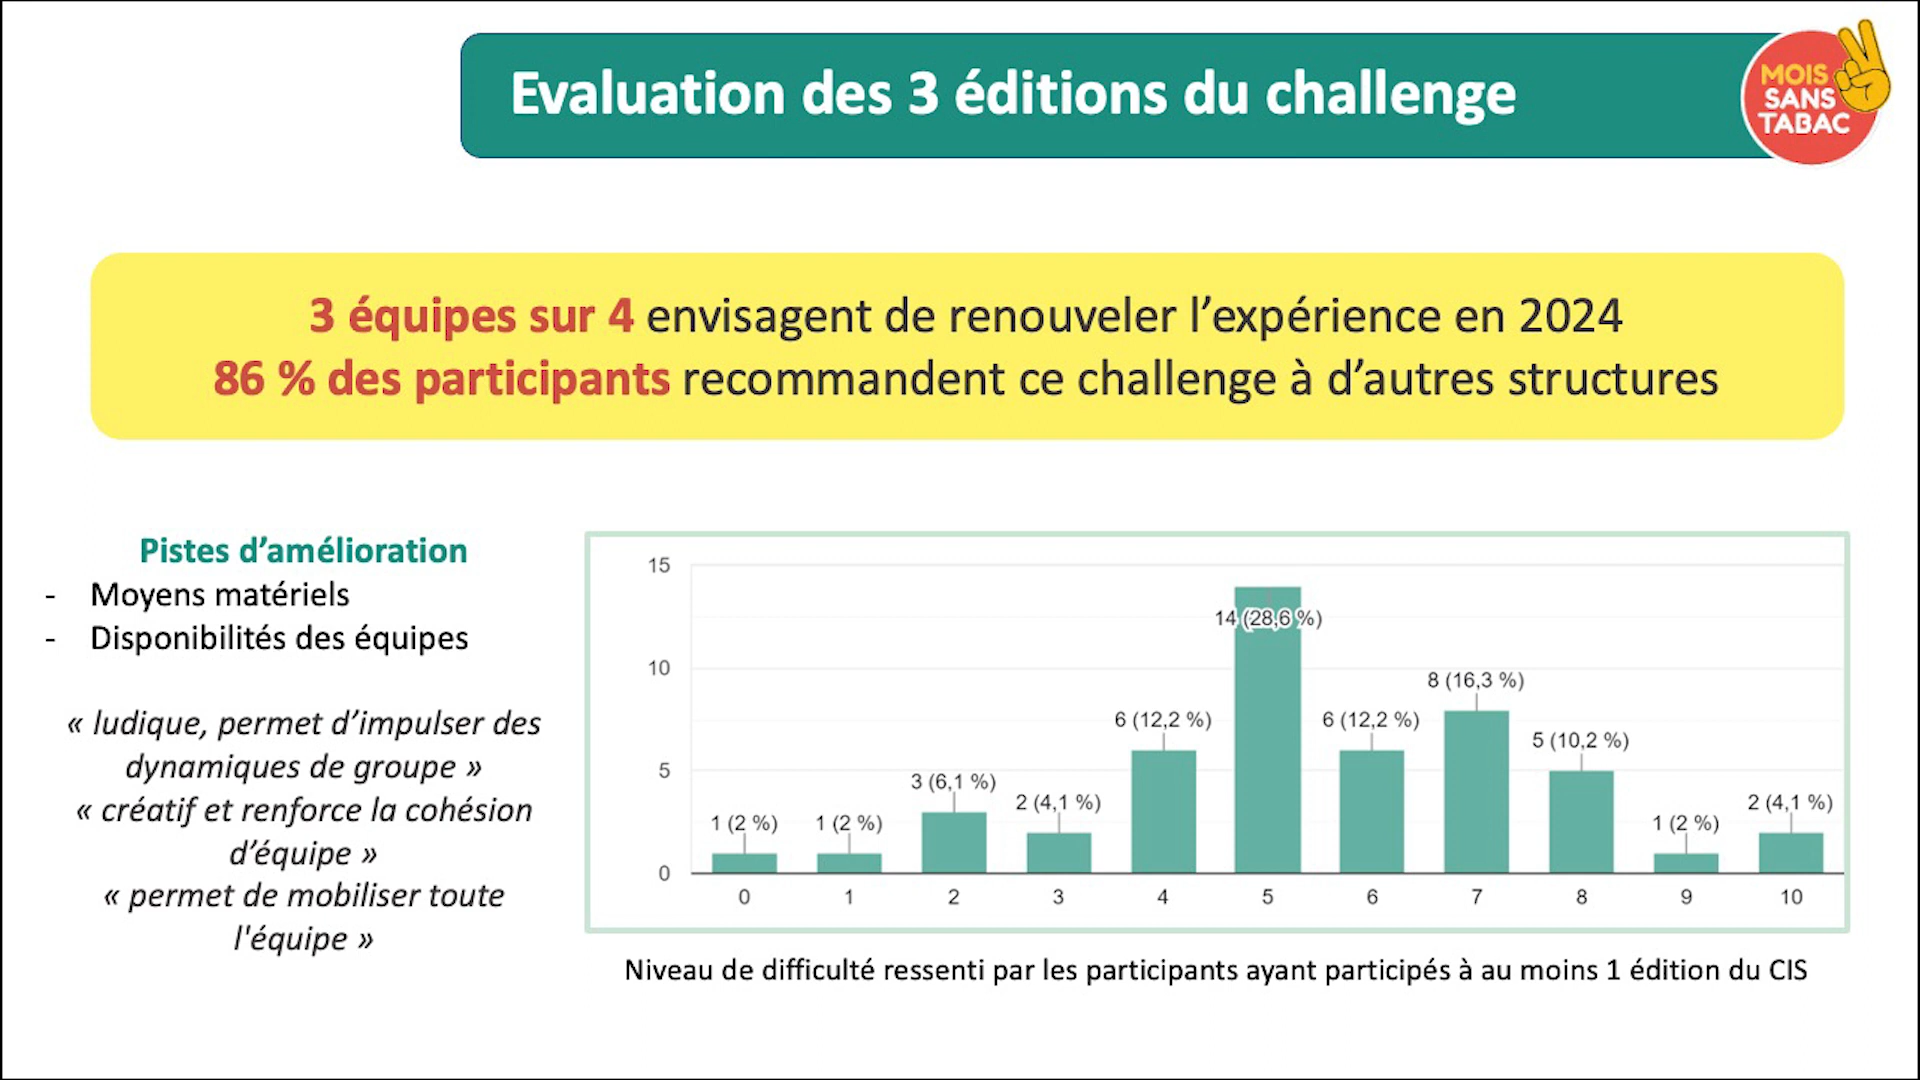 Evaluation des 3 éditions du challenge
MOIS
SANS
TABAC
3 équipes sur 4 envisagent de renouveler l’expérience en 2024
86 % des participants recommandent ce challenge à d’autres structures
Pistes d’amélioration
- Moyens matériels
- Disponibilités des équipes
« ludique, permet d’impulser des
dynamiques de groupe »
« créatif et renforce la cohésion
d’équipe »
« permet de mobiliser toute
l'équipe »
15
10
5
0
1 (2 %)
1 (2 %)
3 (6,1 %)
2 (4,1 %)
6 (12,2 %)
14 (28,6 %)
6 (12,2 %)
8 (16,3 %)
5 (10,2 %)
1 (2 %)
2 (4,1 %)
0 1 2 3 4 5 6 7 8 9 10
Niveau de difficulté ressenti par les participants ayant participés à au moins 1 édition du CIS